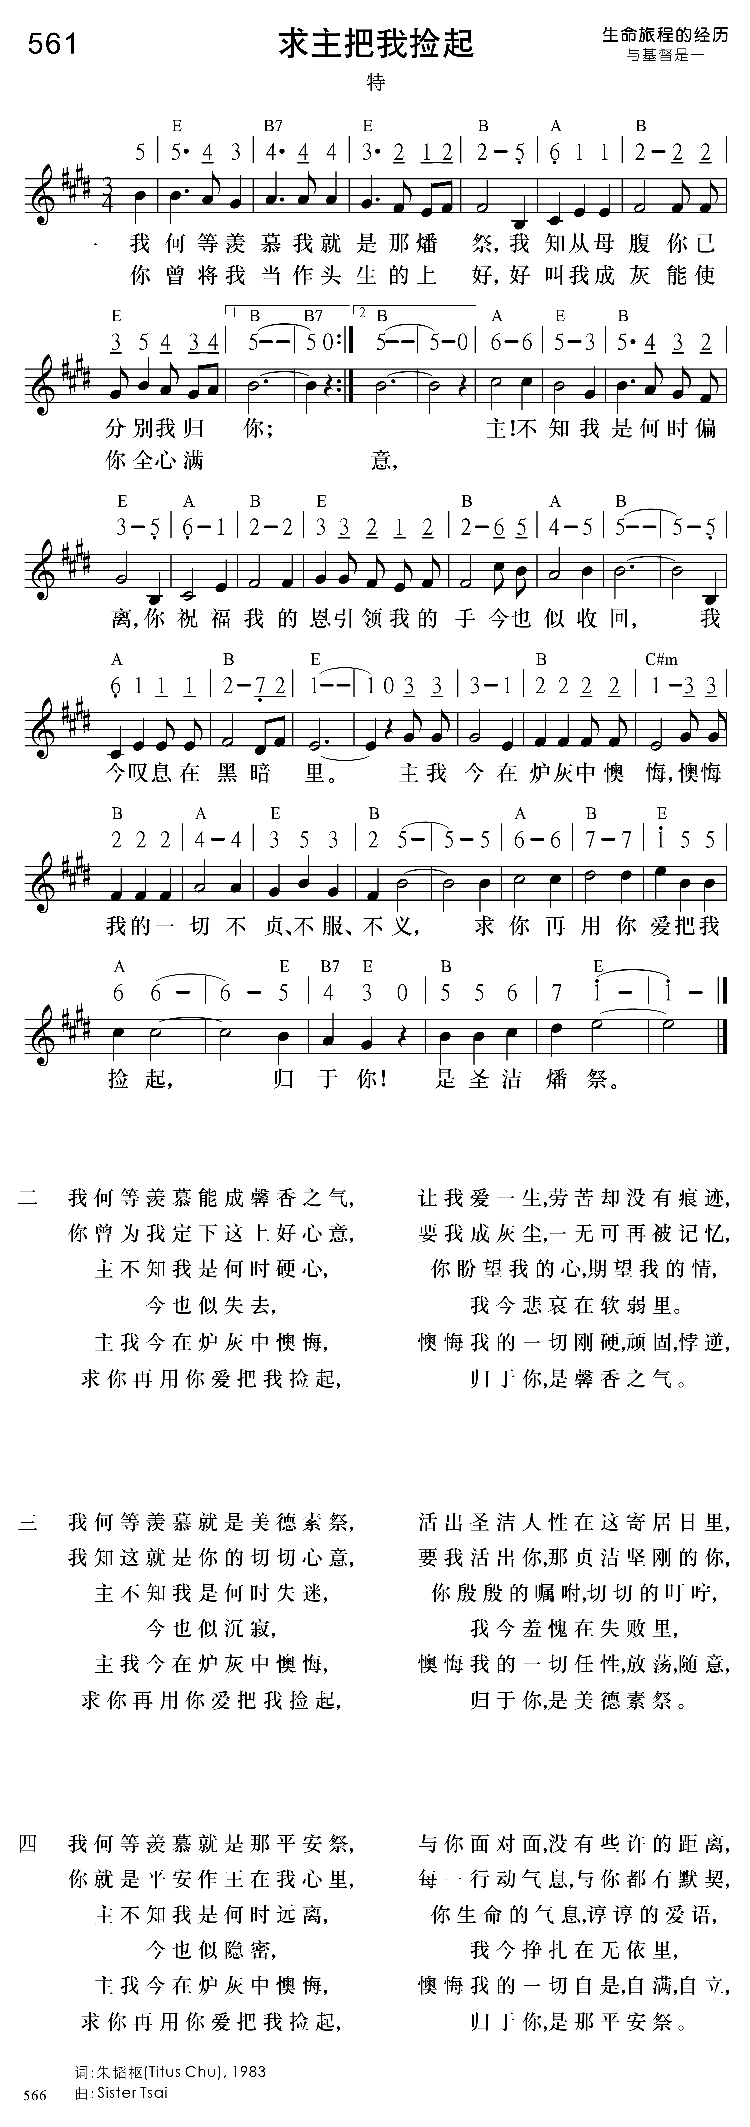 561 求主把我捡起 生命旅程的经历
与基督是一
特
E B7 E B A B
5 | 5• 4 3 | 4• 4 4 | 3• 2 1 2 | 2 – 5 | 6 1 1 | 2 – 2 2 |
我何等羡慕我就是那燔祭,我知从母腹你已
你曾将我当作头生的上好,好叫我成灰能使
E 1 B B7 2 B A E B
3 5 4 3 4 | 5 – – | 5 0 :| 5 – – | 5 – 0 | 6 – 6 | 5 – 3 | 5• 4 3 2 |
分别我归你; 主!不知我是何时偏
你全心满 意,
E A B E B A B
3 – 5 | 6 – 1 | 2 – 2 | 3 3 2 1 2 | 2 – 6 5 | 4 – 5 | 5 – – | 5 – 5 |
离,你祝福我的恩引领我的手今也似收回, 我
A B E B C#m
6 1 1 1 | 2 – 7 2 | 1 – – | 1 0 3 3 | 3 – 1 | 2 2 2 2 | 1 – 3 3 |
今叹息在黑暗里。 主我今在炉灰中懊悔,懊悔
B A E B A B E
2 2 2 | 4 – 4 | 3 5 3 | 2 5 – | 5 – 5 | 6 – 6 | 7 – 7 | 1 5 5 |
我的一切不贞、不服、不义, 求你再用你爱把我
A E B7 E B E
6 6 – | 6 – 5 | 4 3 0 | 5 5 6 | 7 1 – | 1 – ||
捡起, 归于你! 是圣洁燔祭。
二 我何等羡慕能成馨香之气, 让我爱一生,劳苦却没有痕迹,
你曾为我定下这上好心意, 要我成灰尘,一无可再被记忆,
主不知我是何时硬心, 你盼望我的心,期望我的情,
今也似失去, 我今悲哀在软弱里。
主我今在炉灰中懊悔, 懊悔我的一切刚硬,顽固,悖逆,
求你再用你爱把我捡起, 归于你,是馨香之气。
三 我何等羡慕就是美德素祭, 活出圣洁人性在这寄居日里,
我知这就是你的切切心意, 要我活出你,那贞洁坚刚的你,
主不知我是何时失迷, 你殷殷的嘱咐,切切的叮咛,
今也似沉寂, 我今羞愧在失败里,
主我今在炉灰中懊悔, 懊悔我的一切任性,放荡,随意,
求你再用你爱把我捡起, 归于你,是美德素祭。
四 我何等羡慕就是那平安祭, 与你面对面,没有些许的距离,
你就是平安作王在我心里, 每一行动气息,与你都有默契,
主不知我是何时远离, 你生命的气息,谆谆的爱语,
今也似隐密, 我今挣扎在无依里,
主我今在炉灰中懊悔, 懊悔我的一切自是,自满,自立,
求你再用你爱把我捡起, 归于你,是那平安祭。
词:朱韬枢(Titus Chu), 1983
566 曲: Sister Tsai